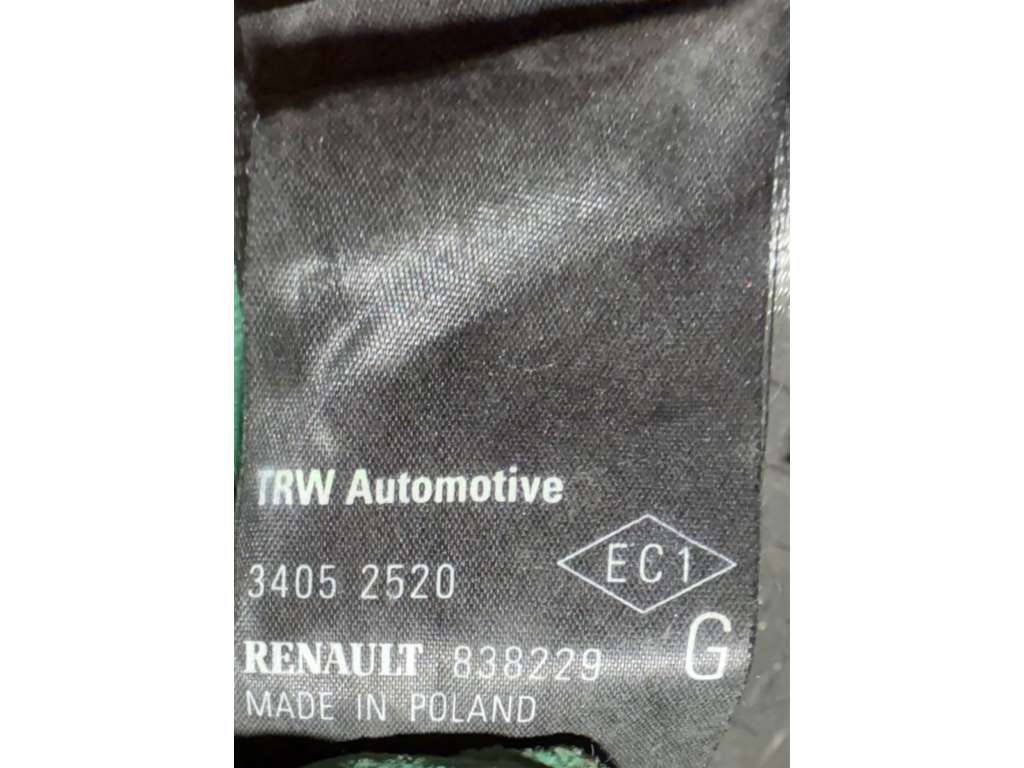 TRW Automotive
EC1
3405 2520
G
RENAULT 838229
MADE IN POLAND